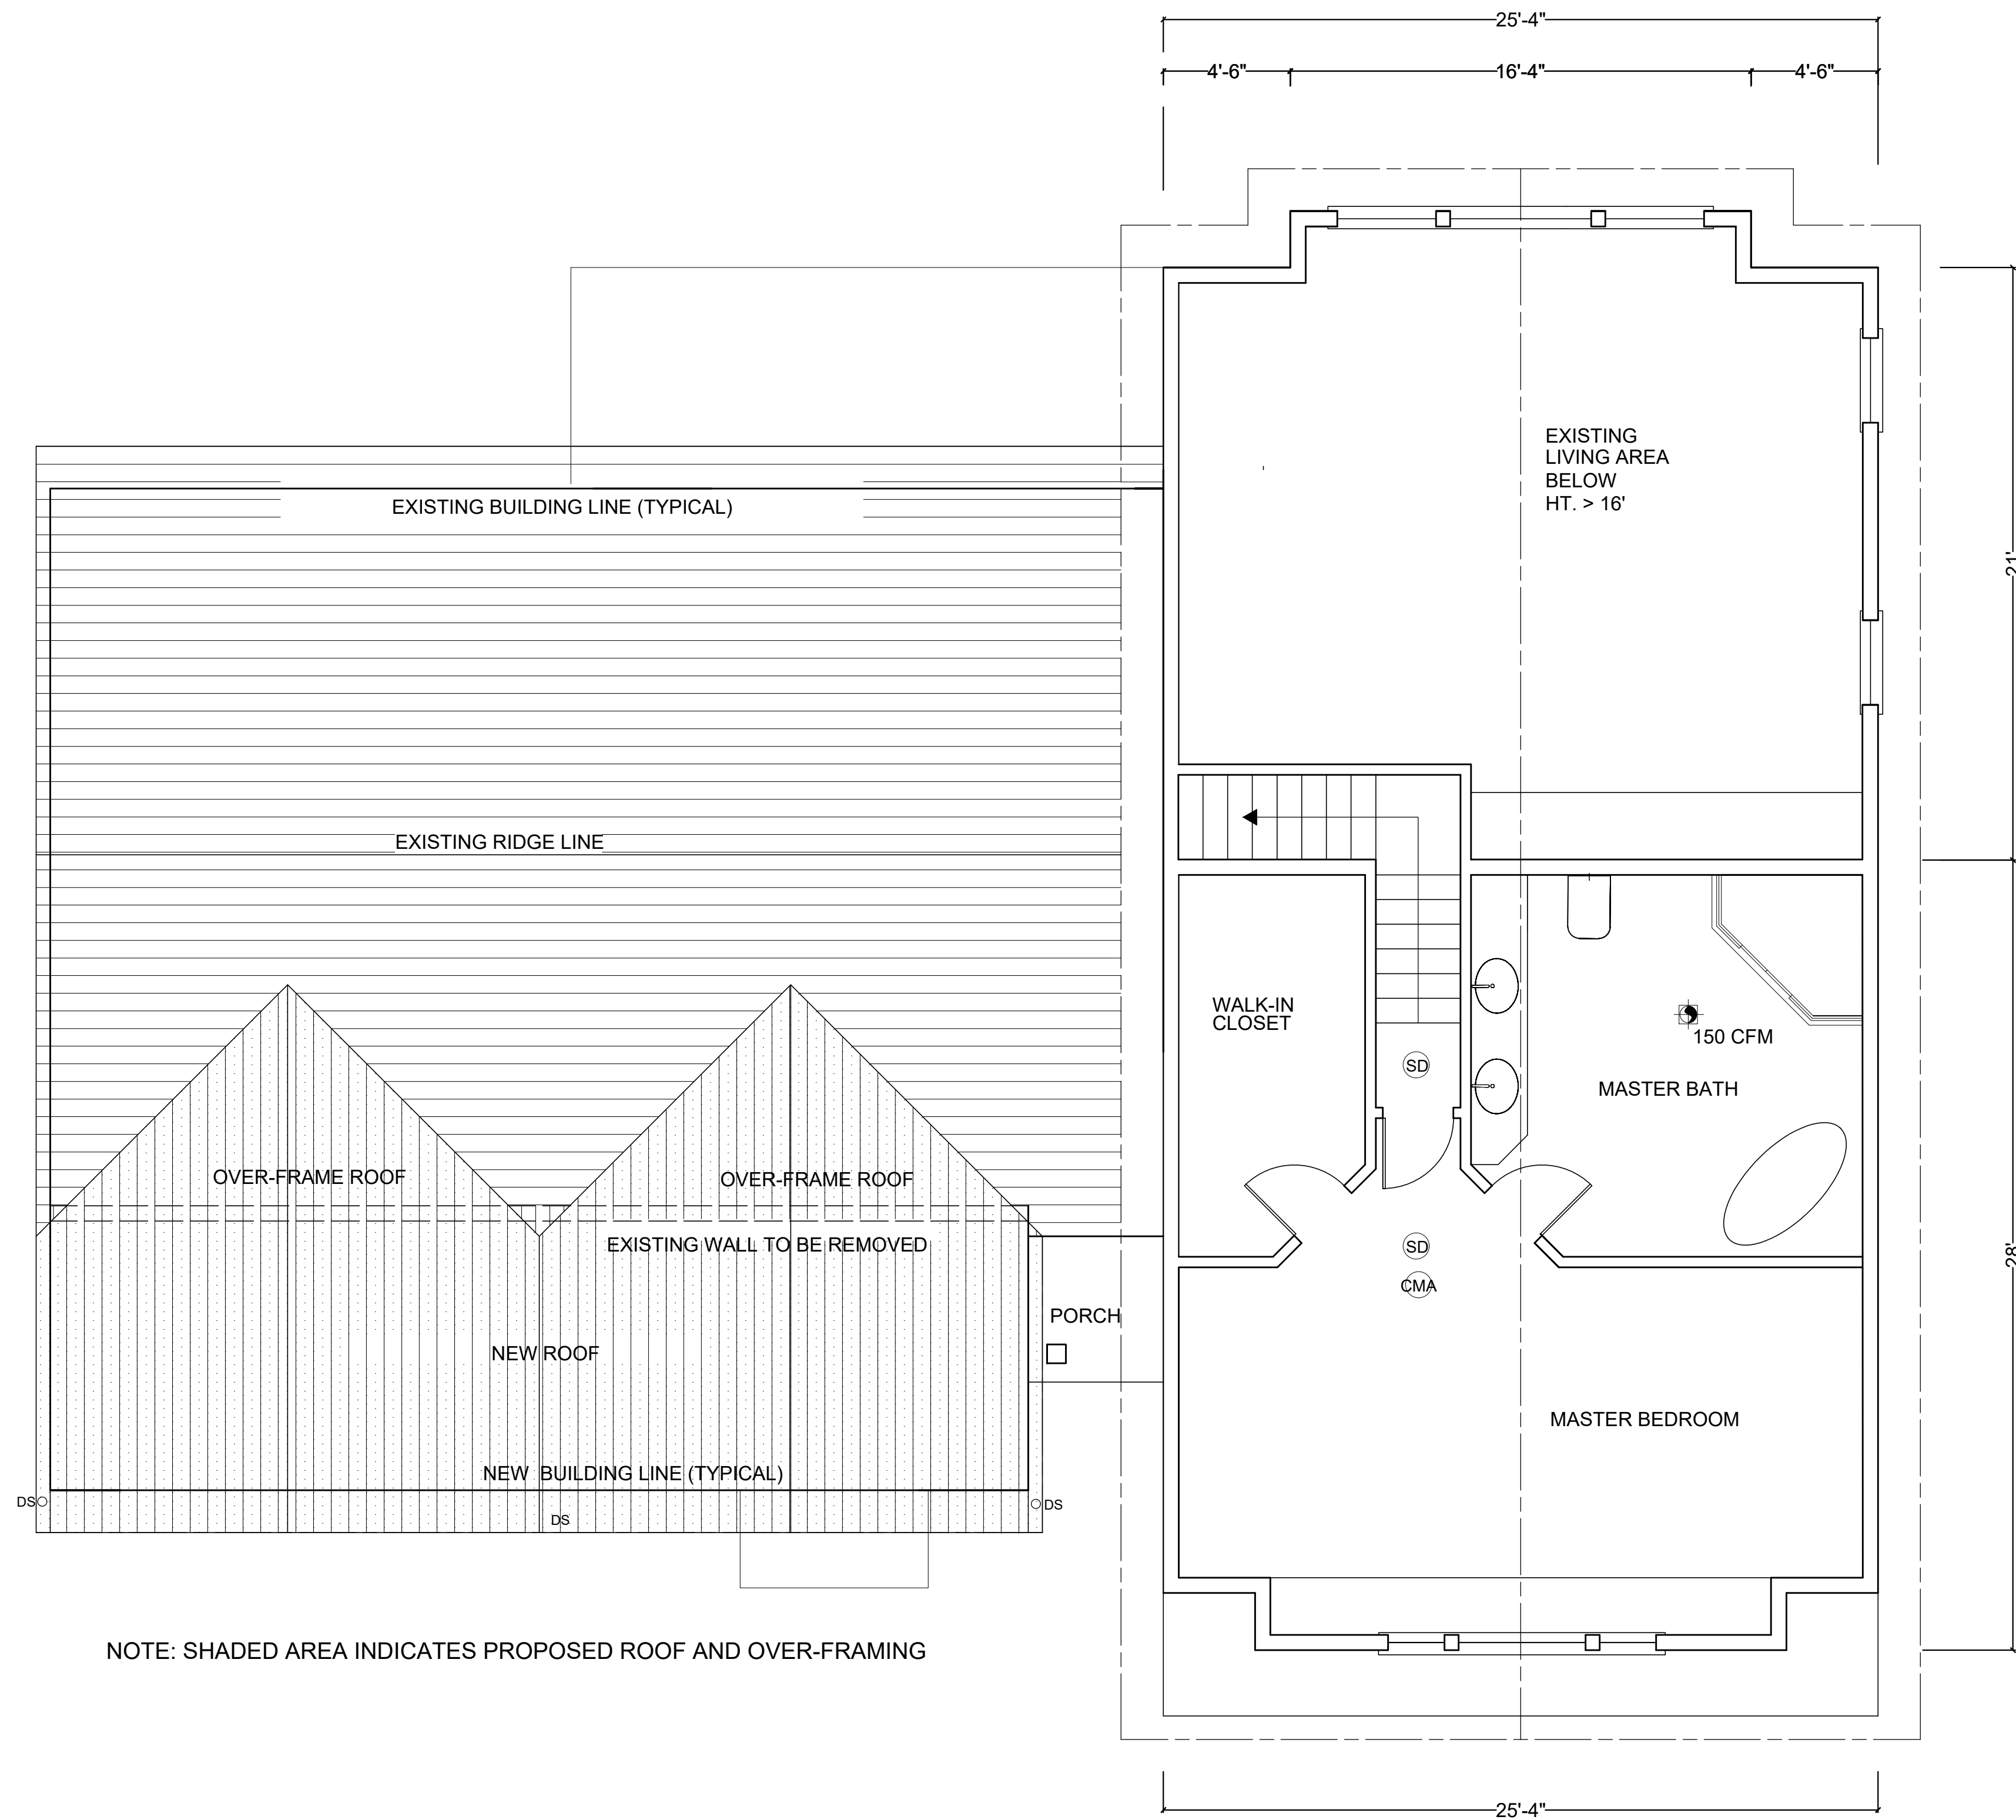 25'-4"
4'-6"
16'-4"
4'-6"
EXISTING
LIVING AREA
BELOW
HT. > 16'
21'
EXISTING BUILDING LINE (TYPICAL)
EXISTING RIDGE LINE
WALK-IN
CLOSET
SD
150 CFM
MASTER BATH
OVER-FRAME ROOF
OVER-FRAME ROOF
EXISTING WALL TO BE REMOVED
SD
CMA
28'
PORCH
NEW ROOF
MASTER BEDROOM
NEW BUILDING LINE (TYPICAL)
DS
DS
DS
NOTE: SHADED AREA INDICATES PROPOSED ROOF AND OVER-FRAMING
25'-4"